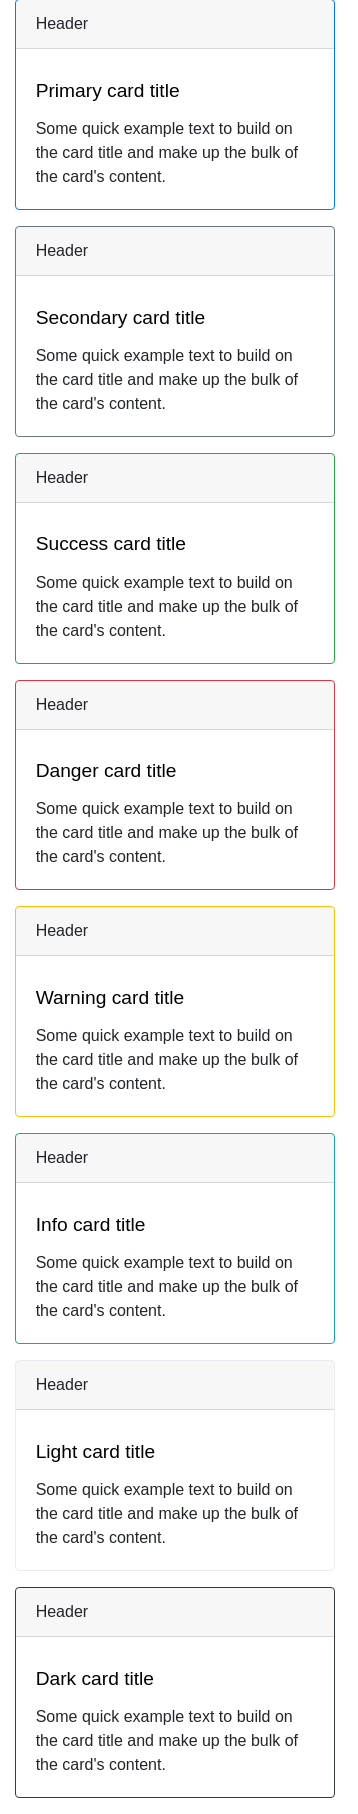 Header
Primary card title
Some quick example text to build on
the card title and make up the bulk of
the card's content.
Header
Secondary card title
Some quick example text to build on
the card title and make up the bulk of
the card's content.
Header
Success card title
Some quick example text to build on
the card title and make up the bulk of
the card's content.
Header
Danger card title
Some quick example text to build on
the card title and make up the bulk of
the card's content.
Header
Warning card title
Some quick example text to build on
the card title and make up the bulk of
the card's content.
Header
Info card title
Some quick example text to build on
the card title and make up the bulk of
the card's content.
Header
Light card title
Some quick example text to build on
the card title and make up the bulk of
the card's content.
Header
Dark card title
Some quick example text to build on
the card title and make up the bulk of
the card's content.